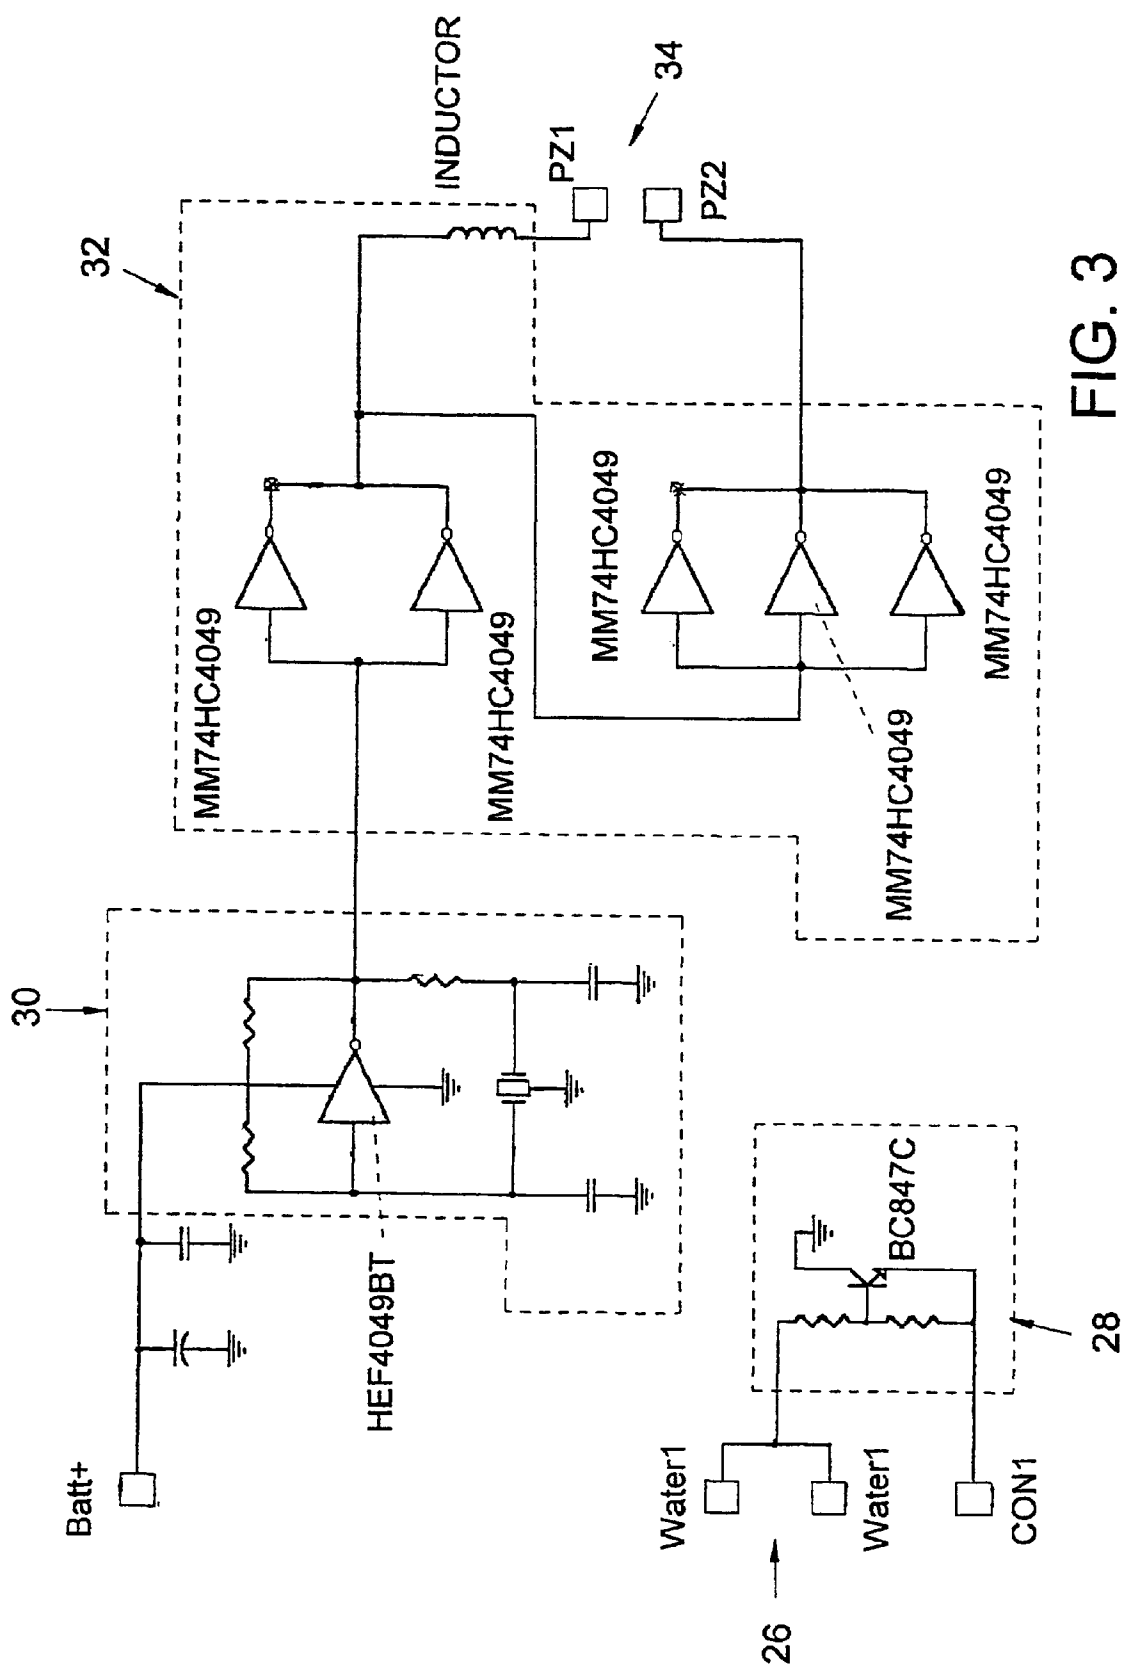 Batt+
30
HEF4049BT
32
MM74HC4049
MM74HC4049
INDUCTOR
PZ1
34
PZ2
MM74HC4049
MM74HC4049
MM74HC4049
Water1
26
Water1
CON1
BC847C
28
FIG. 3